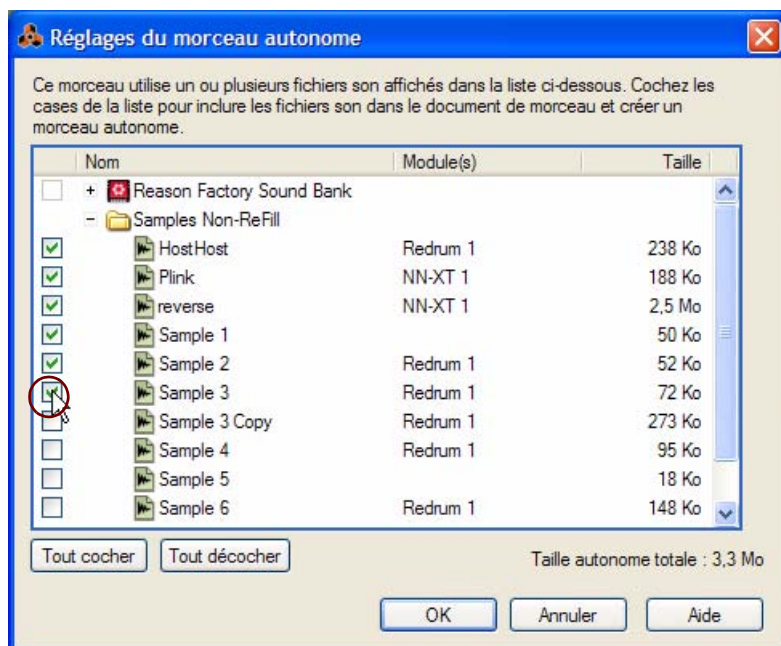 Réglages du morceau autonome
Ce morceau utilise un ou plusieurs fichiers son affichés dans la liste ci-dessous. Cochez les
cases de la liste pour inclure les fichiers son dans le document de morceau et créer un
morceau autonome.
Nom Module(s) Taille
+ Reason Factory Sound Bank
- Samples Non-ReFill
HostHost Redrum 1 238 Ko
Plink NN-XT 1 188 Ko
reverse NN-XT 1 2,5 Mo
Sample 1 50 Ko
Sample 2 Redrum 1 52 Ko
Sample 3 Redrum 1 72 Ko
Sample 3 Copy Redrum 1 273 Ko
Sample 4 Redrum 1 95 Ko
Sample 5 18 Ko
Sample 6 Redrum 1 148 Ko
Tout cocher Tout décocher Taille autonome totale : 3,3 Mo
OK Annuler Aide